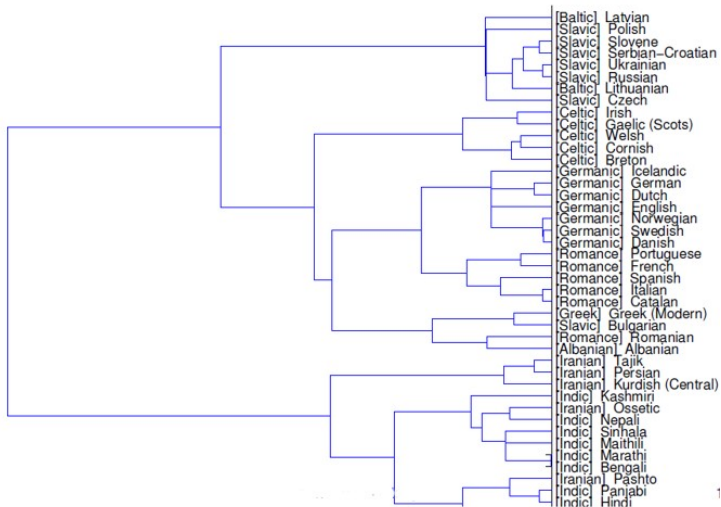 [Baltic] Latvian
[Slavic] Polish
[Slavic] Slovene
[Slavic] Serbian-Croatian
[Slavic] Ukrainian
[Slavic] Russian
[Baltic] Lithuanian
[Slavic] Czech
[Celtic] Irish
[Celtic] Gaelic (Scots)
[Celtic] Welsh
[Celtic] Cornish
[Celtic] Breton
[Germanic] Icelandic
[Germanic] German
[Germanic] Dutch
[Germanic] English
[Germanic] Norwegian
[Germanic] Swedish
[Germanic] Danish
[Romance] Portuguese
[Romance] French
[Romance] Spanish
[Romance] Italian
[Romance] Catalan
[Greek] Greek (Modern)
[Slavic] Bulgarian
[Romance] Romanian
[Albanian] Albanian
[Iranian] Tajik
[Iranian] Persian
[Iranian] Kurdish (Central)
[Indic] Kashmiri
[Iranian] Ossetic
[Indic] Nepali
[Indic] Sinhala
[Indic] Maithili
[Indic] Marathi
[Indic] Bengali
[Iranian] Pashto
[Indic] Panjabi
[Indic] Hindi
1